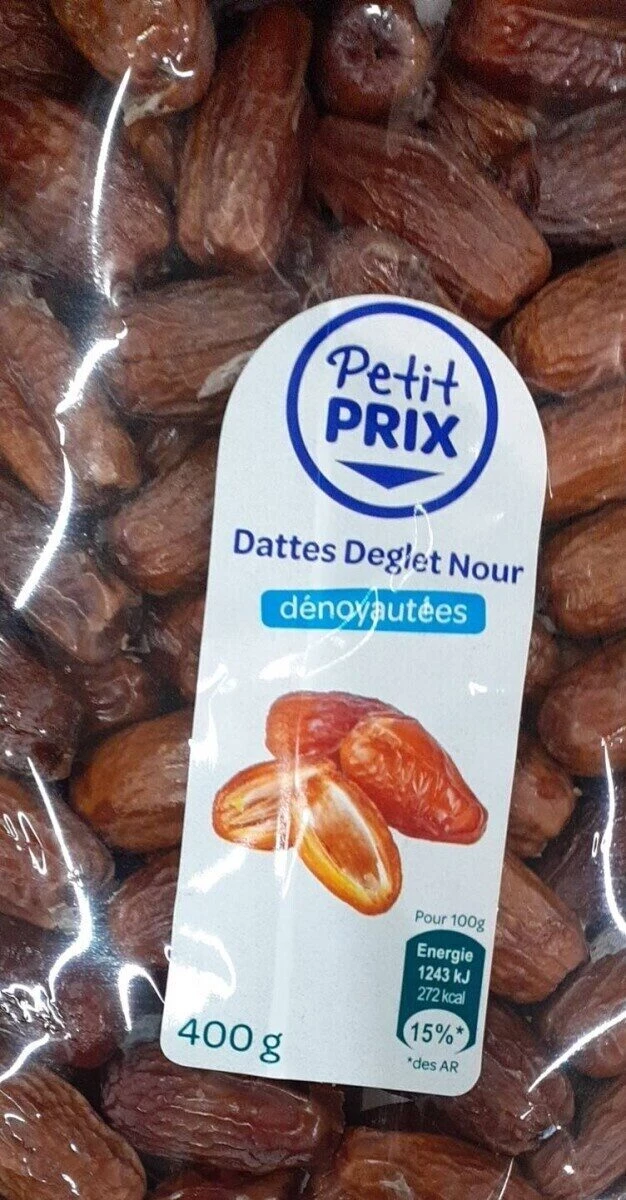 Petit
PRIX
Dattes Deglet Nour
dénoyautées
Pour 100g
Energie
1243 kJ
272 kcal
15%*
*des AR
400 g